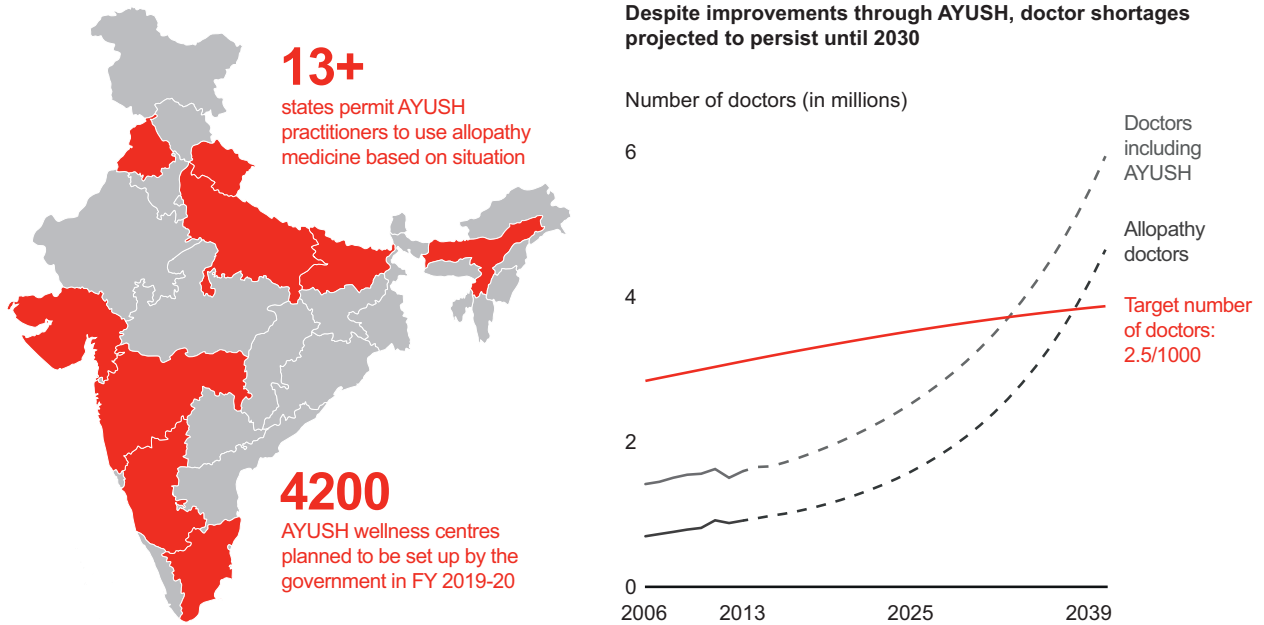 13+
states permit AYUSH
practitioners to use allopathy
medicine based on situation
4200
AYUSH wellness centres
planned to be set up by the
government in FY 2019-20
Despite improvements through AYUSH, doctor shortages
projected to persist until 2030
Number of doctors (in millions)
6
4
2
0
2006
2013
2025
2039
Doctors
including
AYUSH
Allopathy
doctors
Target number
of doctors:
2.5/1000